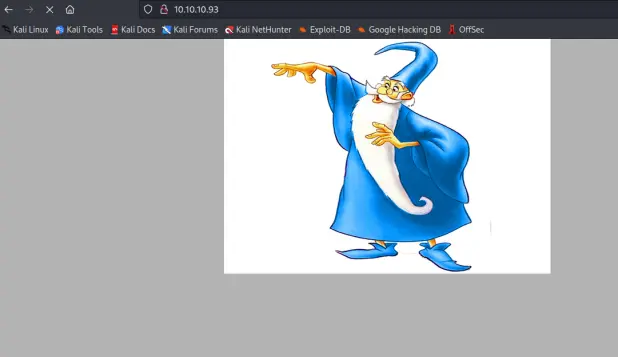 10.10.10.93
Kali Linux Kali Tools Kali Docs Kali Forums Kali NetHunter Exploit-DB Google Hacking DB OffSec